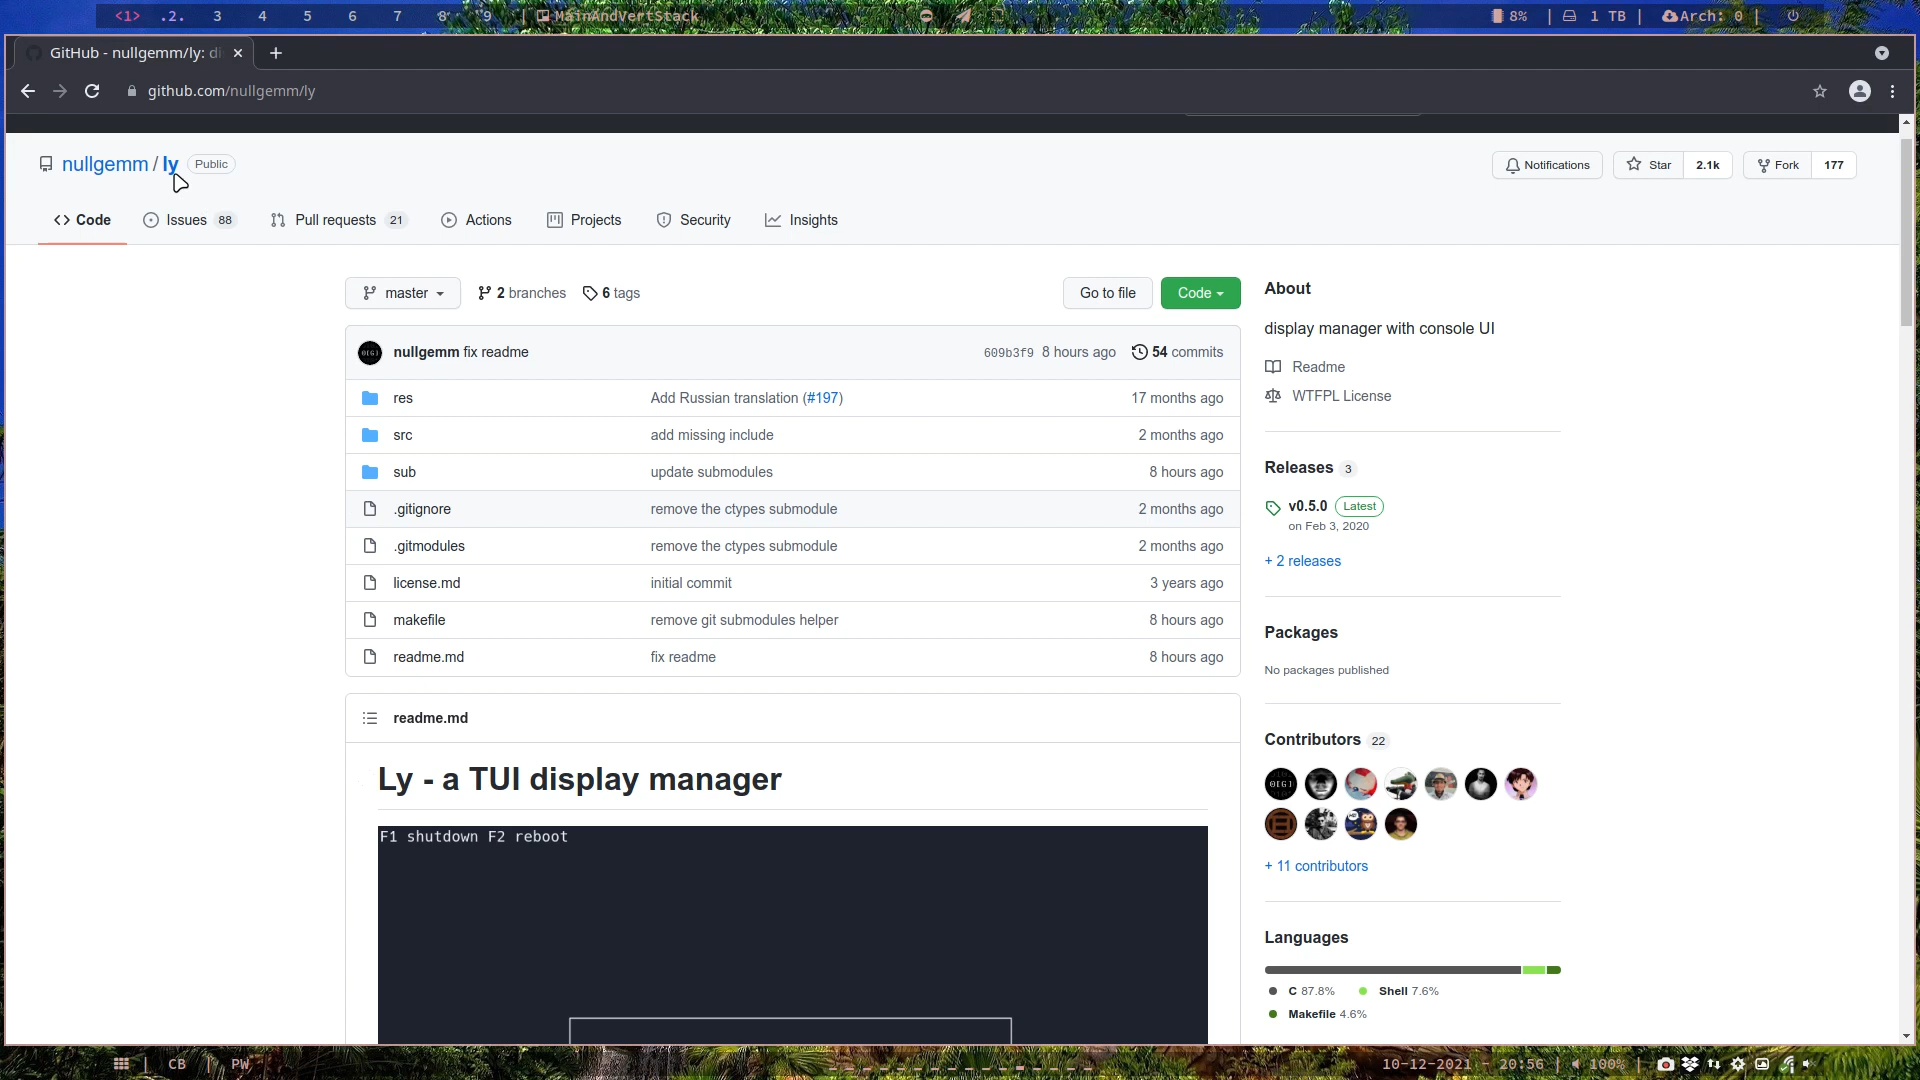 <1> .2. 3 4 5 6 7 8 9 | MainAndVertStack 8% | 1 TB | Arch: 0 |
GitHub - nullgemm/ly: di
github.com/nullgemm/ly
nullgemm / ly Public
Notifications Star 2.1k Fork 177
Code Issues 88 Pull requests 21 Actions Projects Security Insights
master 2 branches 6 tags Go to file Code
nullgemm fix readme 609b3f9 8 hours ago 54 commits
res Add Russian translation (#197) 17 months ago
src add missing include 2 months ago
sub update submodules 8 hours ago
.gitignore remove the ctypes submodule 2 months ago
.gitmodules remove the ctypes submodule 2 months ago
license.md initial commit 3 years ago
makefile remove git submodules helper 8 hours ago
readme.md fix readme 8 hours ago
readme.md
Ly - a TUI display manager
F1 shutdown F2 reboot
About
display manager with console UI
Readme
WTFPL License
Releases 3
v0.5.0 Latest
on Feb 3, 2020
+ 2 releases
Packages
No packages published
Contributors 22
+ 11 contributors
Languages
C 87.8% Shell 7.6%
Makefile 4.6%
| CB | PW
10-12-2021 - 20:56 | 100% |